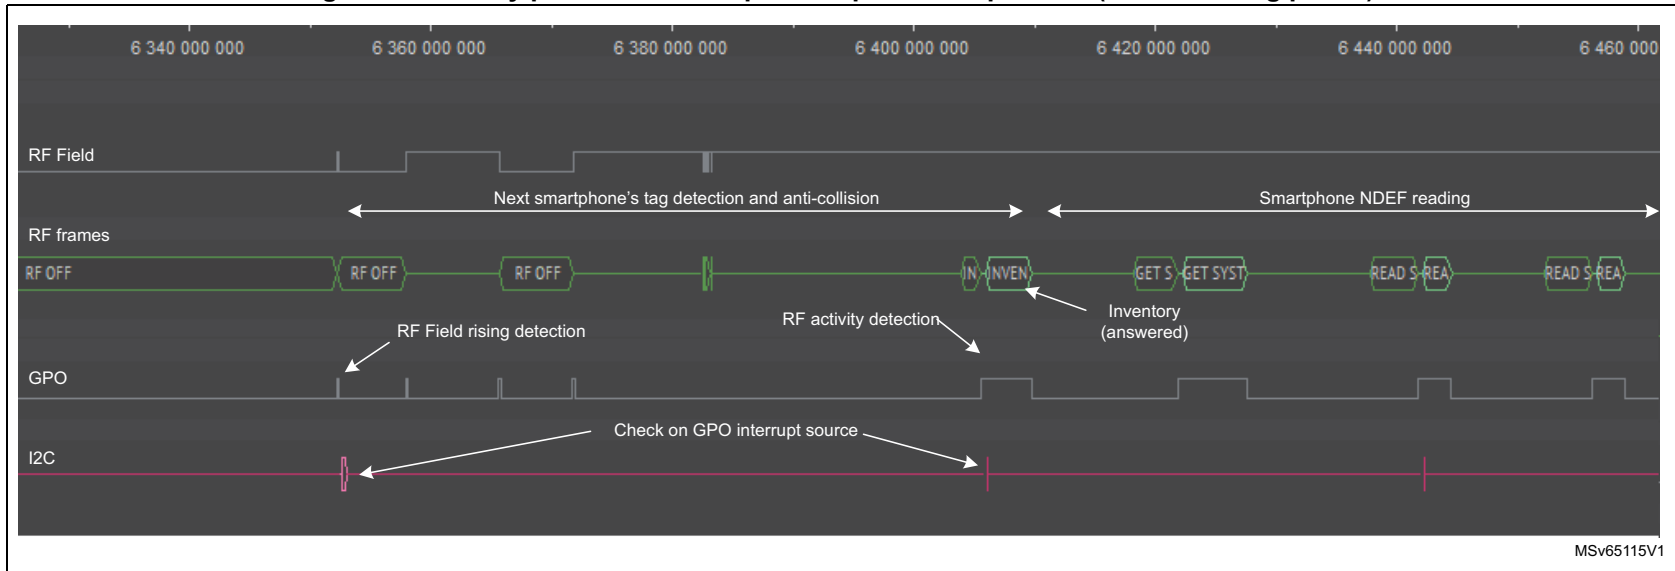 6 340 000 000 6 360 000 000 6 380 000 000 6 400 000 000 6 420 000 000 6 440 000 000 6 460 000
RF Field
Next smartphone's tag detection and anti-collision Smartphone NDEF reading
RF frames
RF OFF RF OFF RF OFF IN INVEN GET S GET SYST READ S REA READ S REA
Inventory
(answered)
RF activity detection
RF Field rising detection
GPO
Check on GPO interrupt source
I2C
MSv65115V1